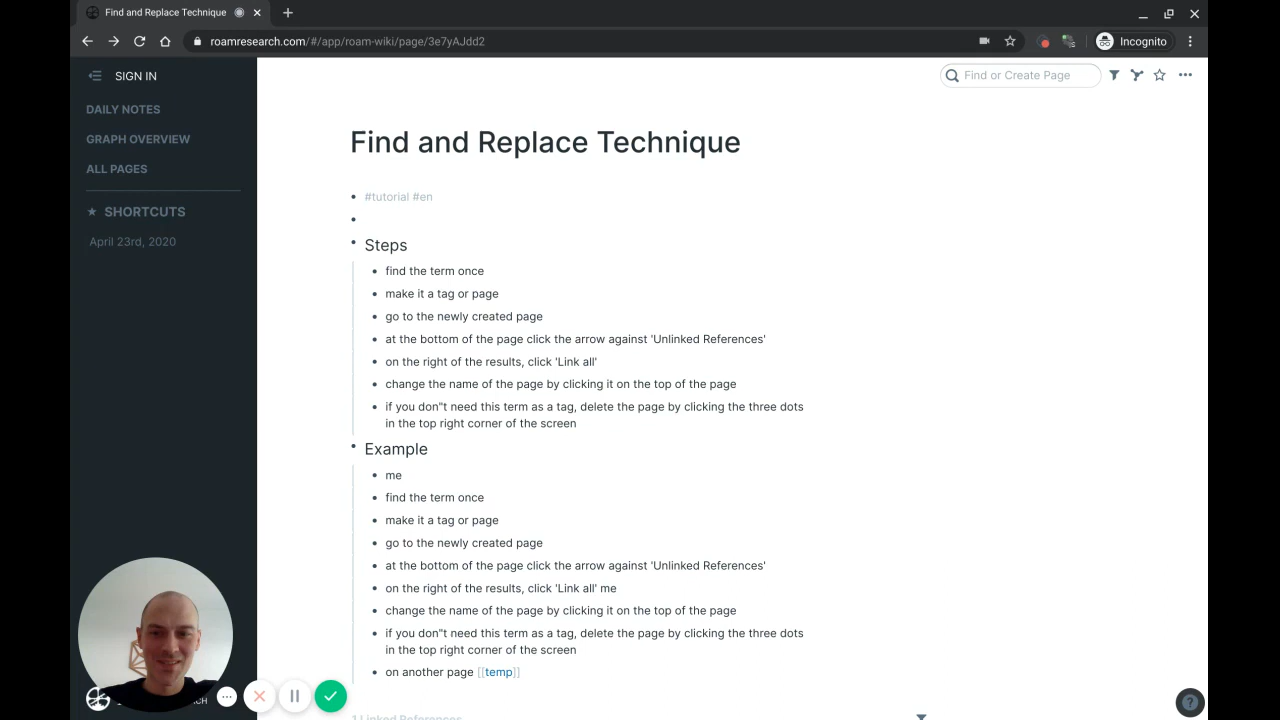 Find and Replace Technique
roamresearch.com/#/app/roam-wiki/page/3e7yAJdd2
Incognito
SIGN IN
Find or Create Page
DAILY NOTES
GRAPH OVERVIEW
ALL PAGES
SHORTCUTS
April 23rd, 2020
Find and Replace Technique
#tutorial #en
Steps
find the term once
make it a tag or page
go to the newly created page
at the bottom of the page click the arrow against 'Unlinked References'
on the right of the results, click 'Link all'
change the name of the page by clicking it on the top of the page
if you don"t need this term as a tag, delete the page by clicking the three dots
in the top right corner of the screen
Example
me
find the term once
make it a tag or page
go to the newly created page
at the bottom of the page click the arrow against 'Unlinked References'
on the right of the results, click 'Link all' me
change the name of the page by clicking it on the top of the page
if you don"t need this term as a tag, delete the page by clicking the three dots
in the top right corner of the screen
on another page [[temp]]
1 Linked References